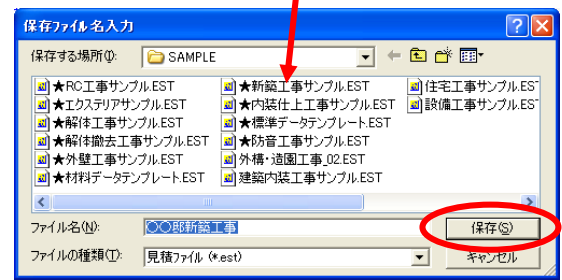 保存ファイル名入力
保存する場所(I): SAMPLE
★RC工事サンプル.EST
★エクステリアサンプル.EST
★解体工事サンプル.EST
★解体撤去工事サンプル.EST
★外壁工事サンプル.EST
★材料データテンプレート.EST
★新築工事サンプル.EST
★内装仕上工事サンプル.EST
★標準データテンプレート.EST
★防音工事サンプル.EST
外構・造園工事_02.EST
建築内装工事サンプル.EST
住宅工事サンプル.EST
設備工事サンプル.EST
ファイル名(N): 〇〇邸新築工事 保存(S)
ファイルの種類(T): 見積ファイル (*.est) キャンセル